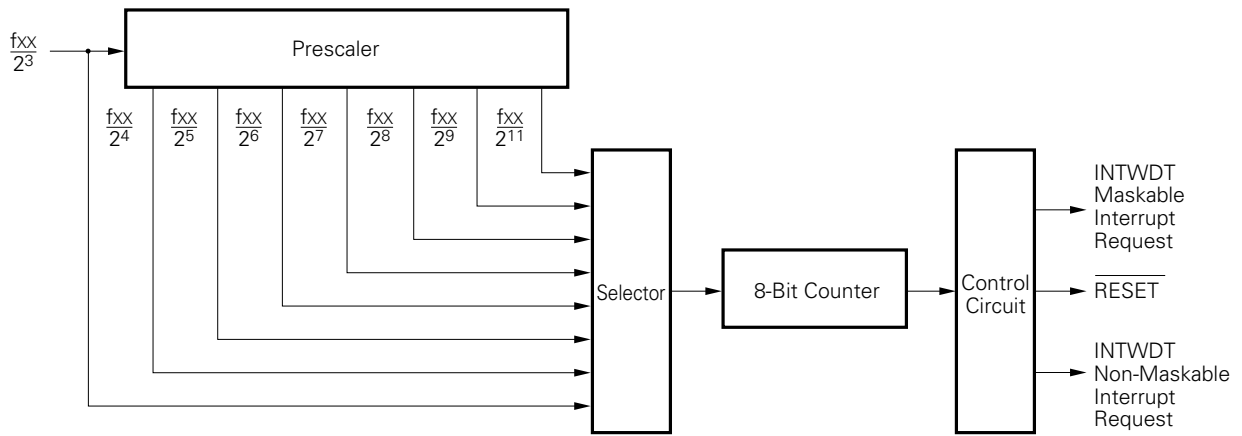 fxx
2³
Prescaler
fxx
2⁴
fxx
2⁵
fxx
2⁶
fxx
2⁷
fxx
2⁸
fxx
2⁹
fxx
2¹¹
Selector
8-Bit Counter
Control
Circuit
INTWDT
Maskable
Interrupt
Request
RESET
INTWDT
Non-Maskable
Interrupt
Request